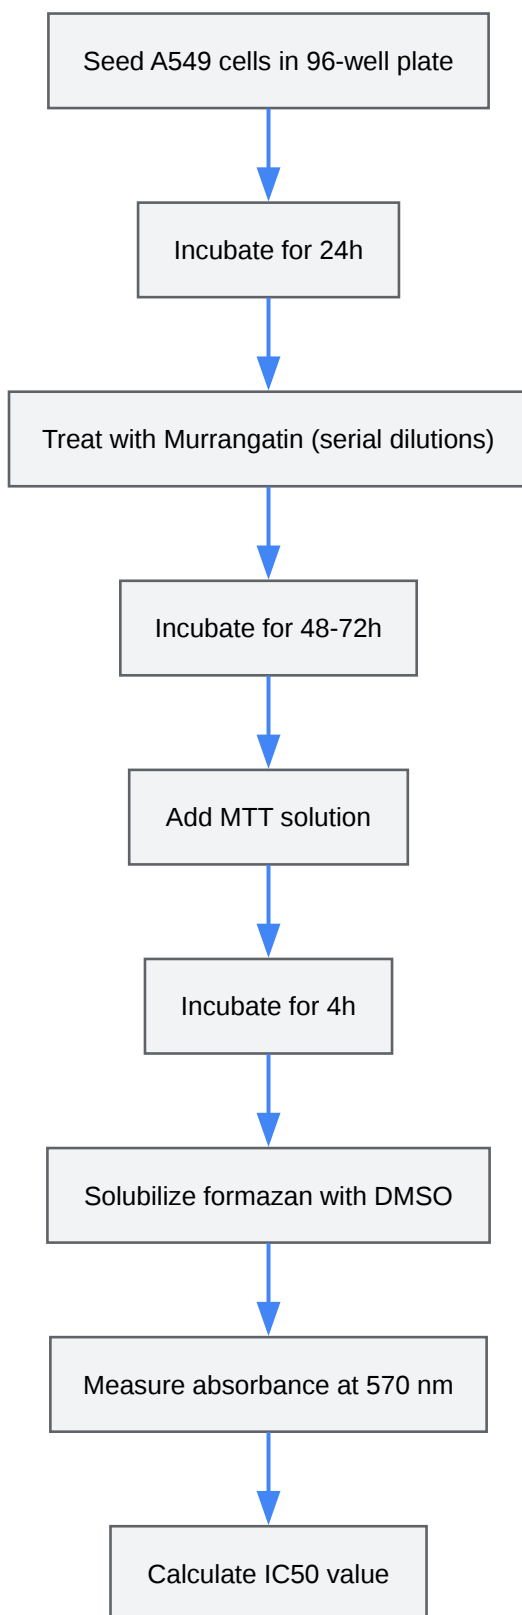 Seed A549 cells in 96-well plate
Incubate for 24h
Treat with Murrangatin (serial dilutions)
Incubate for 48-72h
Add MTT solution
Incubate for 4h
Solubilize formazan with DMSO
Measure absorbance at 570 nm
Calculate IC50 value